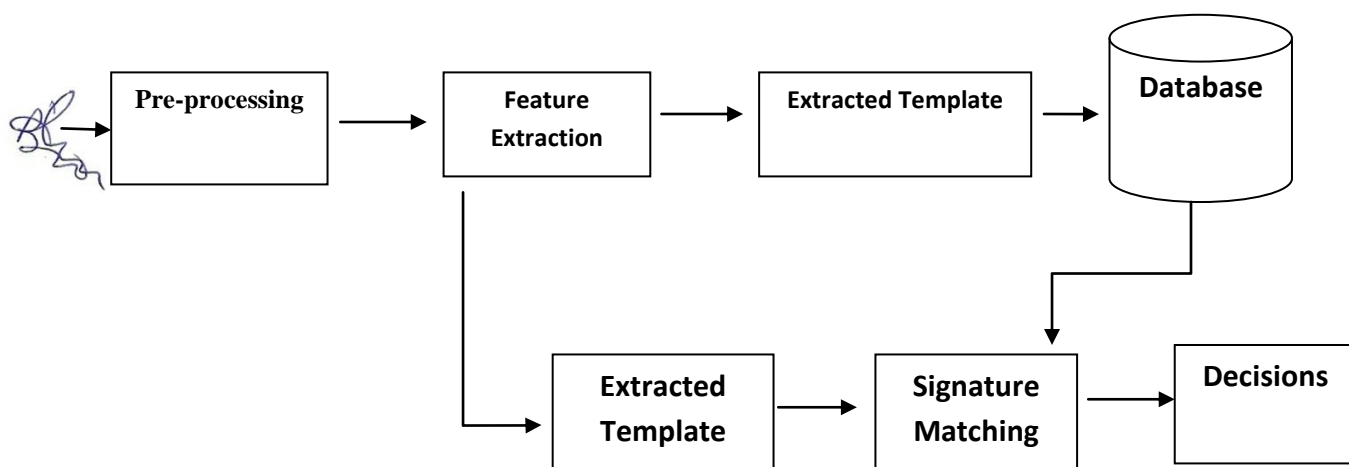 Pre-processing
Feature
Extraction
Extracted Template
Database
Extracted
Template
Signature
Matching
Decisions